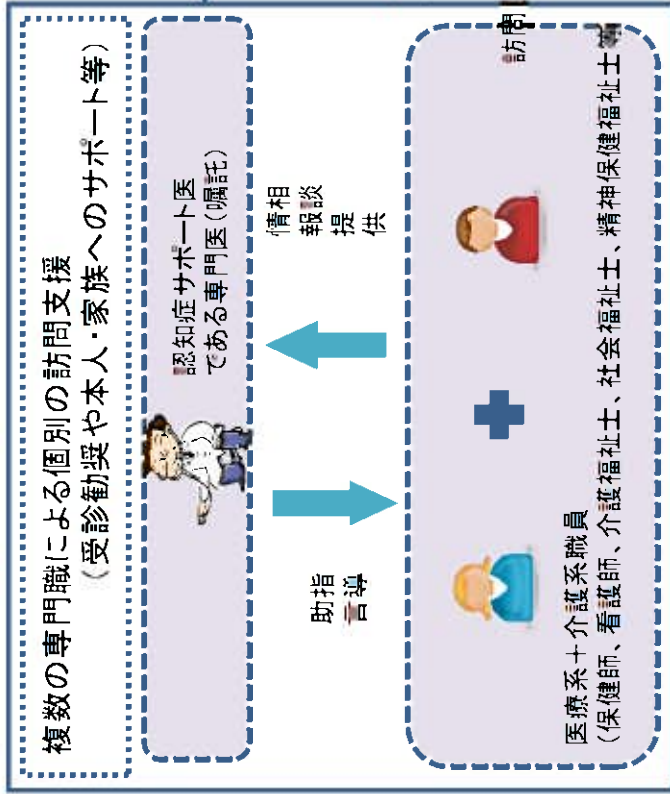 複数の専門職による個別の訪問支援
（受診勧奨や本人・家族へのサポート等）
認知症サポート医
である専門医（嘱託）
情報提供
相談
指導
助言
訪問
医療系＋介護系職員
（保健師、看護師、介護福祉士、社会福祉士、精神保健福祉士等